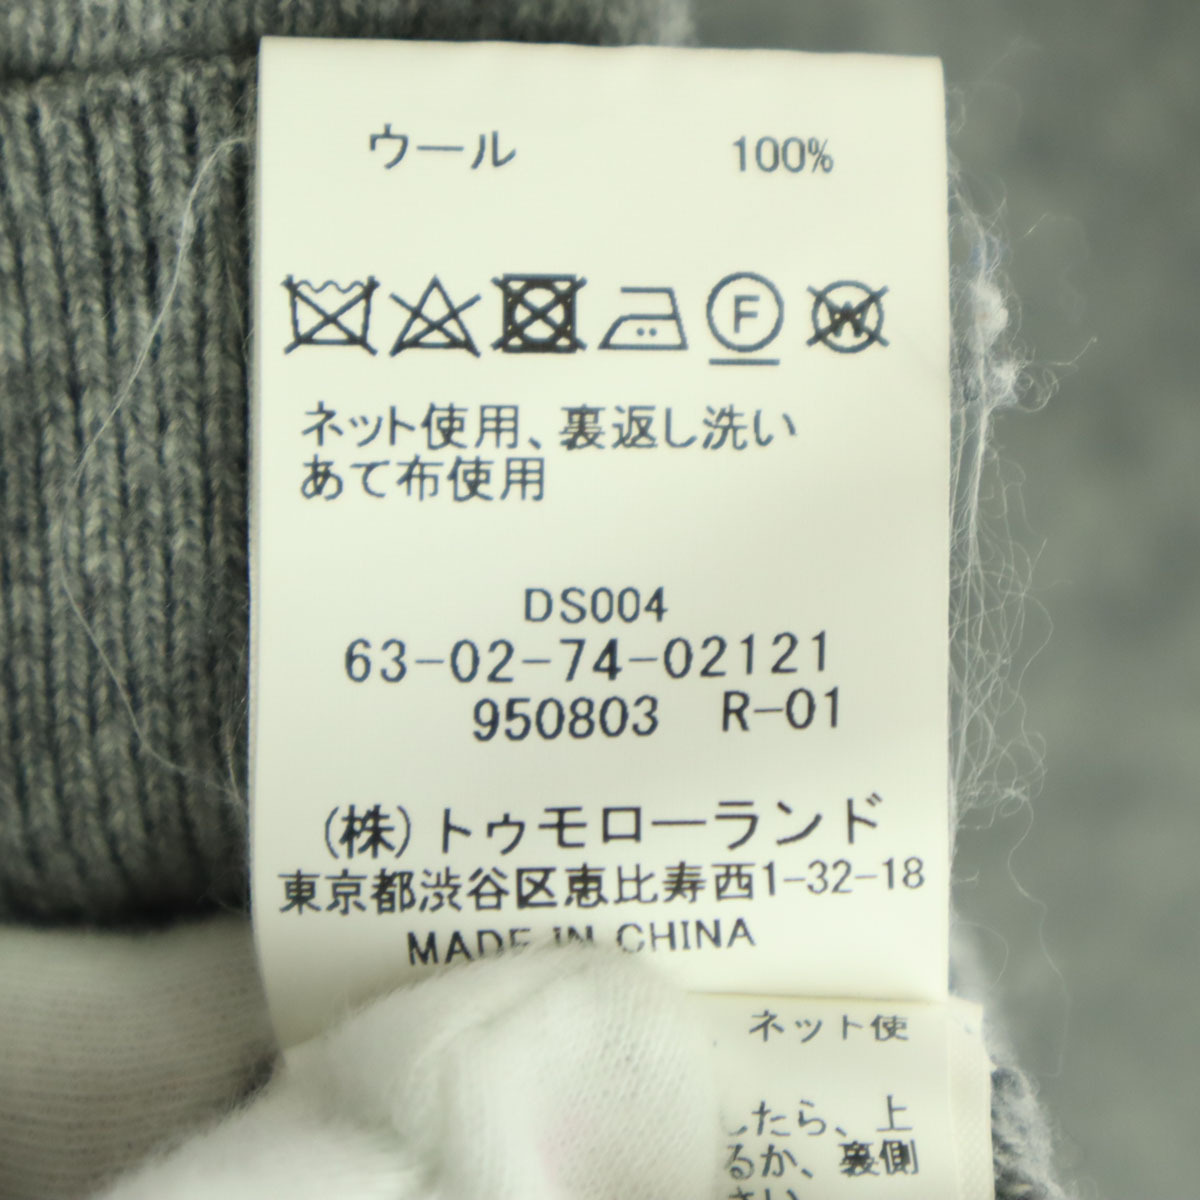 ウール 100%
F W
ネット使用、裏返し洗い
あて布使用
DS004
63-02-74-02121
950803 R-01
(株)トゥモローランド
東京都渋谷区恵比寿西1-32-18
MADE IN CHINA
ネット使
したら、上
るか、裏側
さい